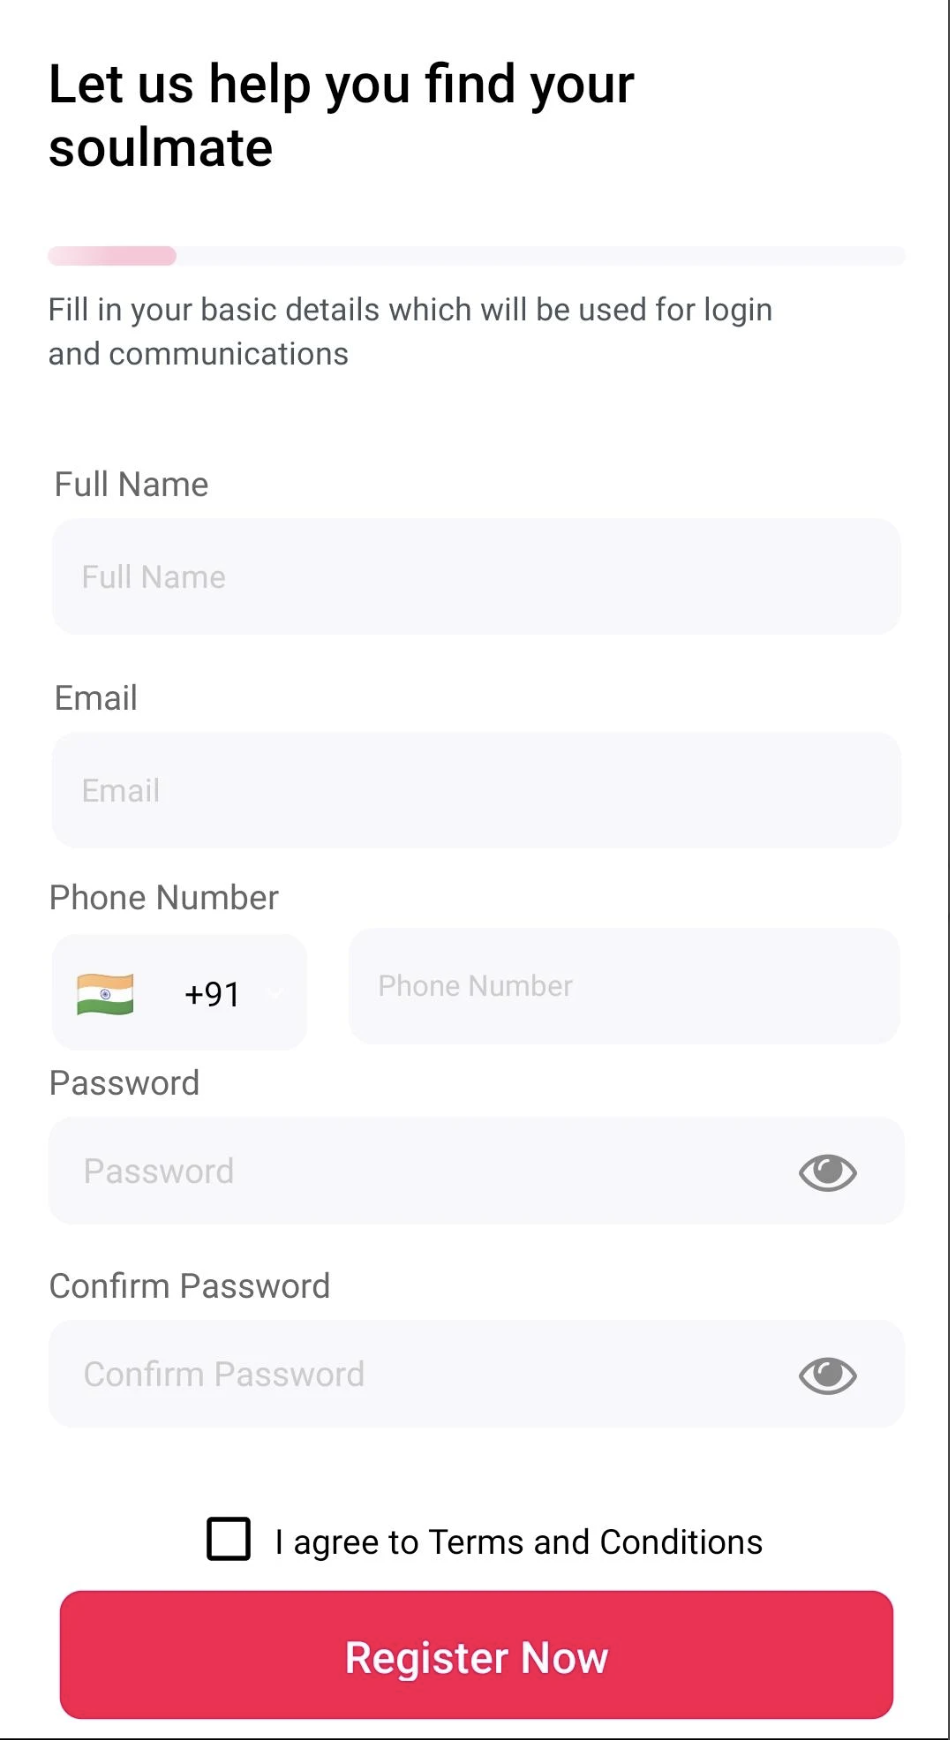 Let us help you find your
soulmate
Fill in your basic details which will be used for login
and communications
Full Name
Full Name
Email
Email
Phone Number
+91
Phone Number
Password
Password
Confirm Password
Confirm Password
I agree to Terms and Conditions
Register Now